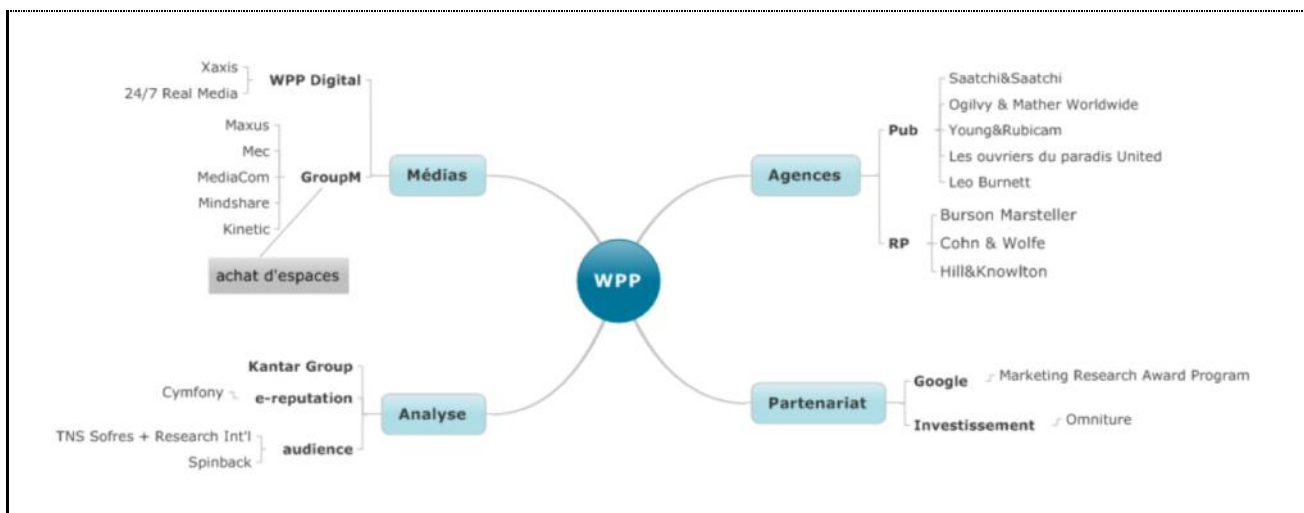 Xaxis
24/7 Real Media
WPP Digital
Maxus
Mec
MediaCom
Mindshare
Kinetic
GroupM
achat d'espaces
Médias
WPP
Agences
Pub
Saatchi&Saatchi
Ogilvy & Mather Worldwide
Young&Rubicam
Les ouvriers du paradis United
Leo Burnett
RP
Burson Marsteller
Cohn & Wolfe
Hill&Knowlton
Kantar Group
Cymfony
e-reputation
TNS Sofres + Research Int'l
Spinback
audience
Analyse
Partenariat
Google
Marketing Research Award Program
Investissement
Omniture